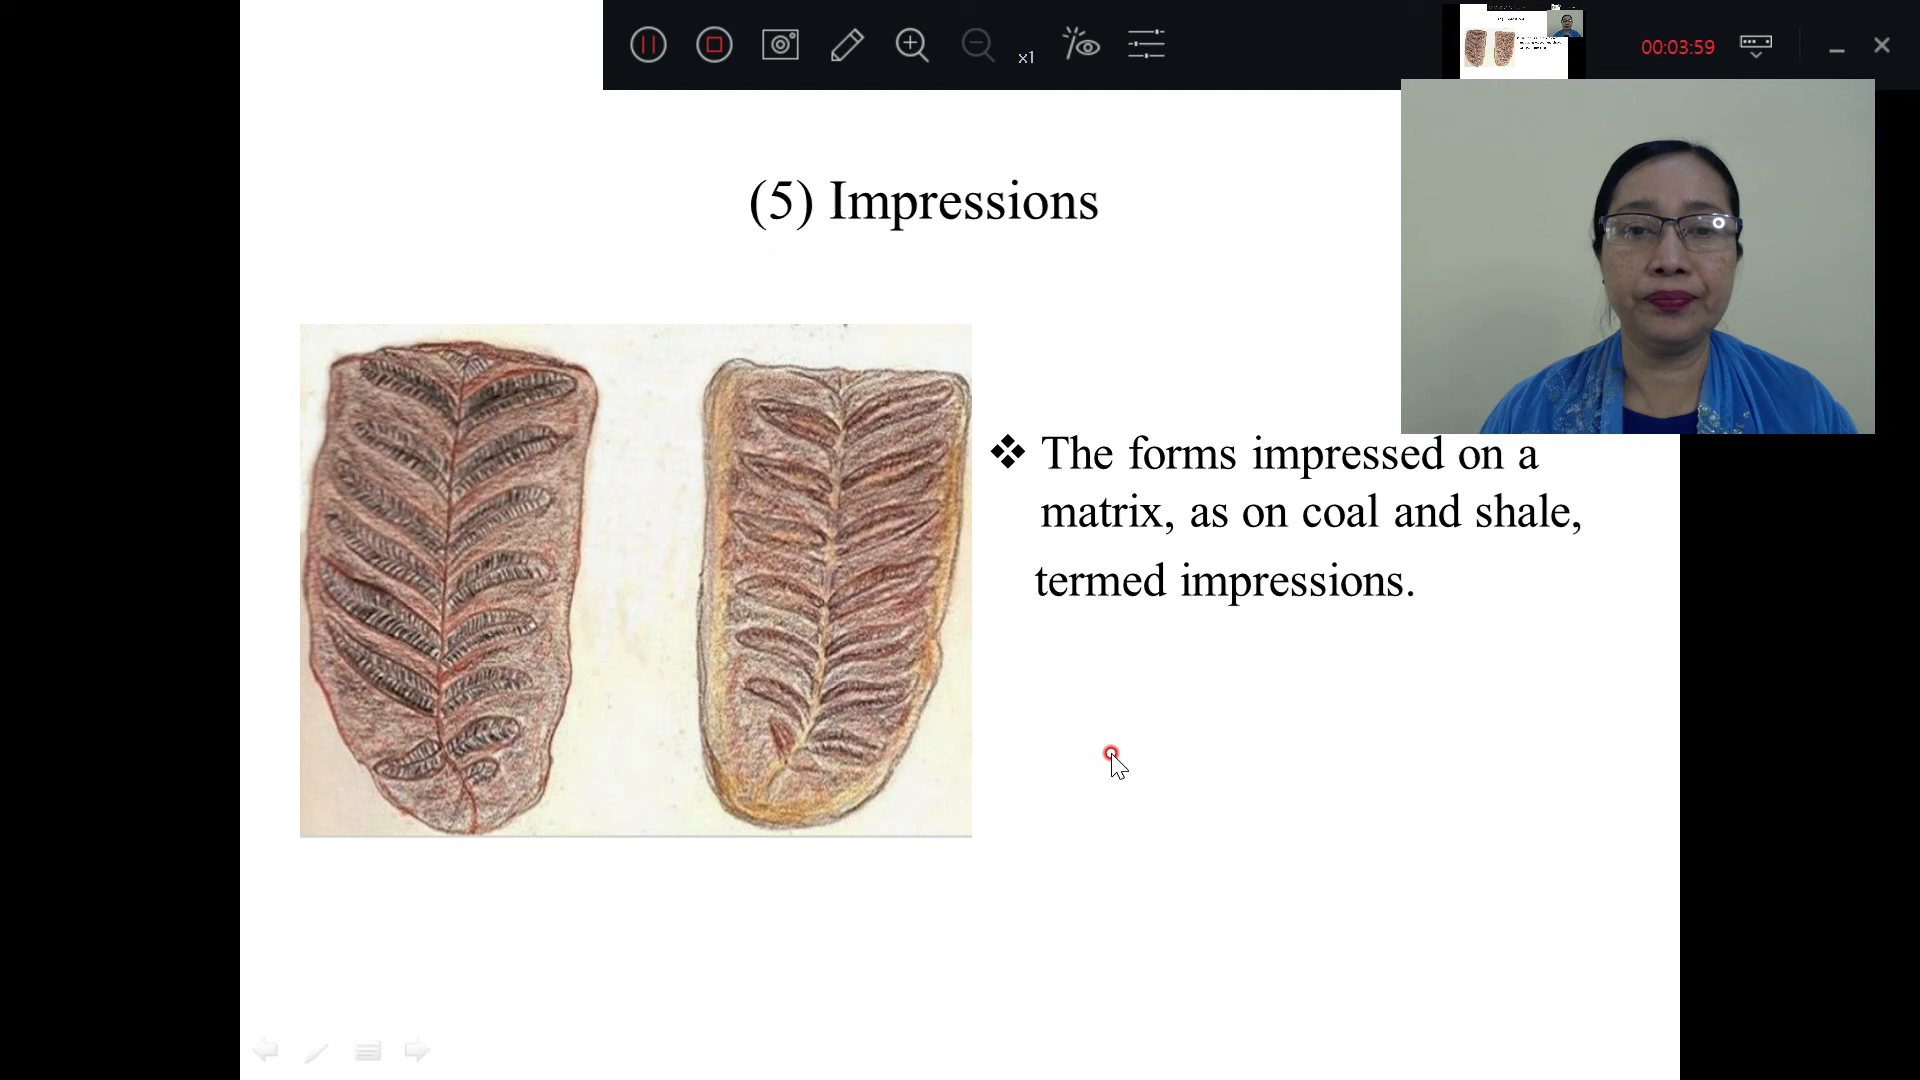 x1
00:03:59
(5) Impressions
❖ The forms impressed on a
matrix, as on coal and shale,
termed impressions.